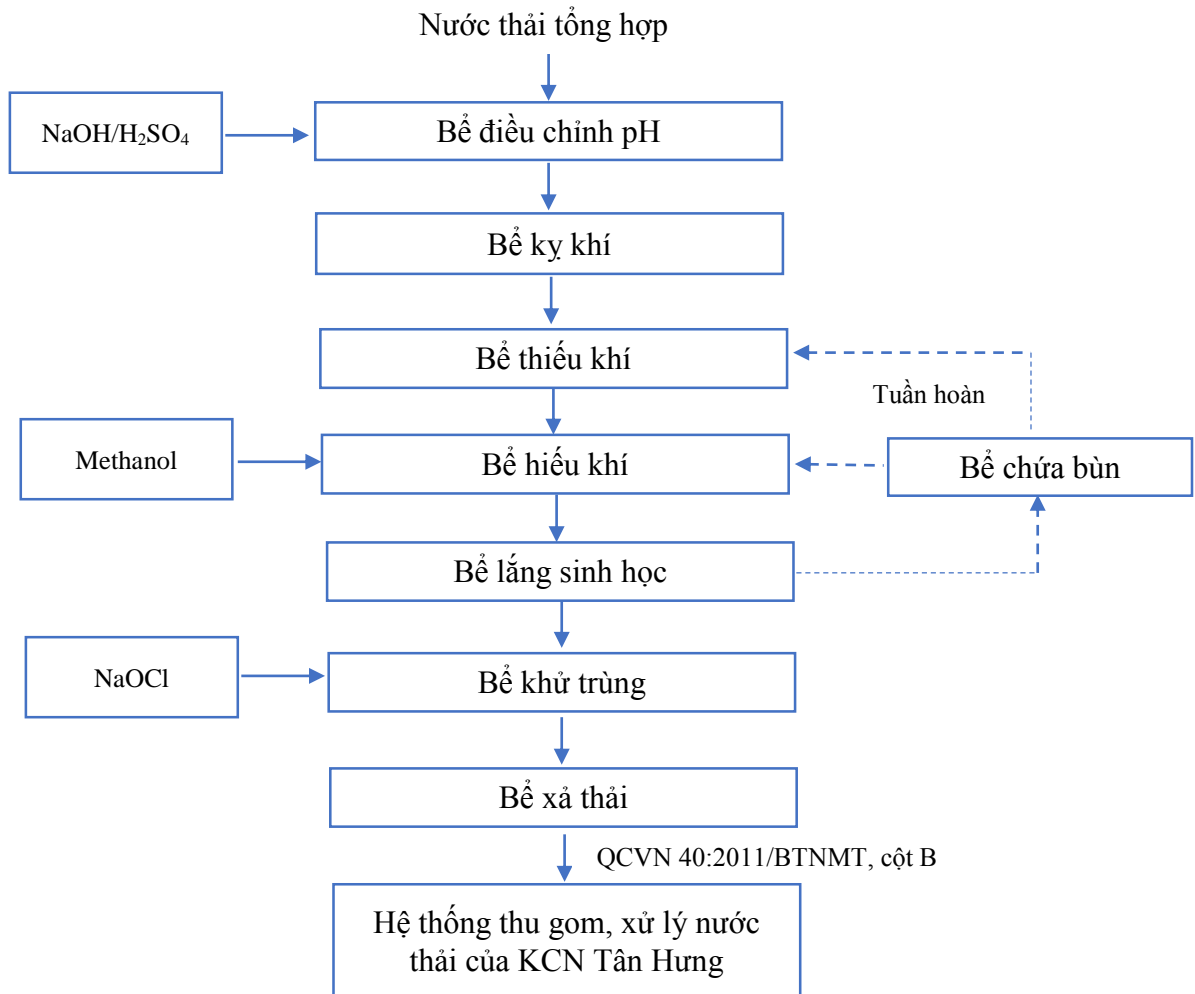 Nước thải tổng hợp
NaOH/H₂SO₄
Bể điều chỉnh pH
Bể kỵ khí
Bể thiếu khí
Tuần hoàn
Methanol
Bể hiếu khí
Bể chứa bùn
Bể lắng sinh học
NaOCl
Bể khử trùng
Bể xả thải
QCVN 40:2011/BTNMT, cột B
Hệ thống thu gom, xử lý nước
thải của KCN Tân Hưng